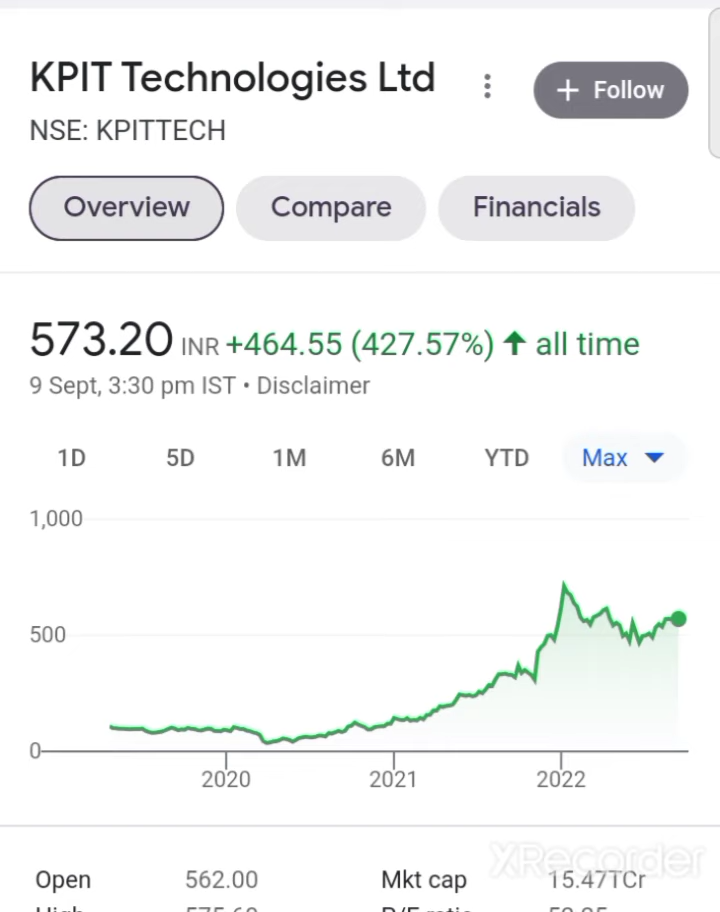 KPIT Technologies Ltd
+ Follow
NSE: KPITTECH
Overview Compare Financials
573.20 INR +464.55 (427.57%) ↑ all time
9 Sept, 3:30 pm IST • Disclaimer
1D 5D 1M 6M YTD Max
1,000
500
0
2020 2021 2022
XRecorder
Open 562.00 Mkt cap 15.47TCr